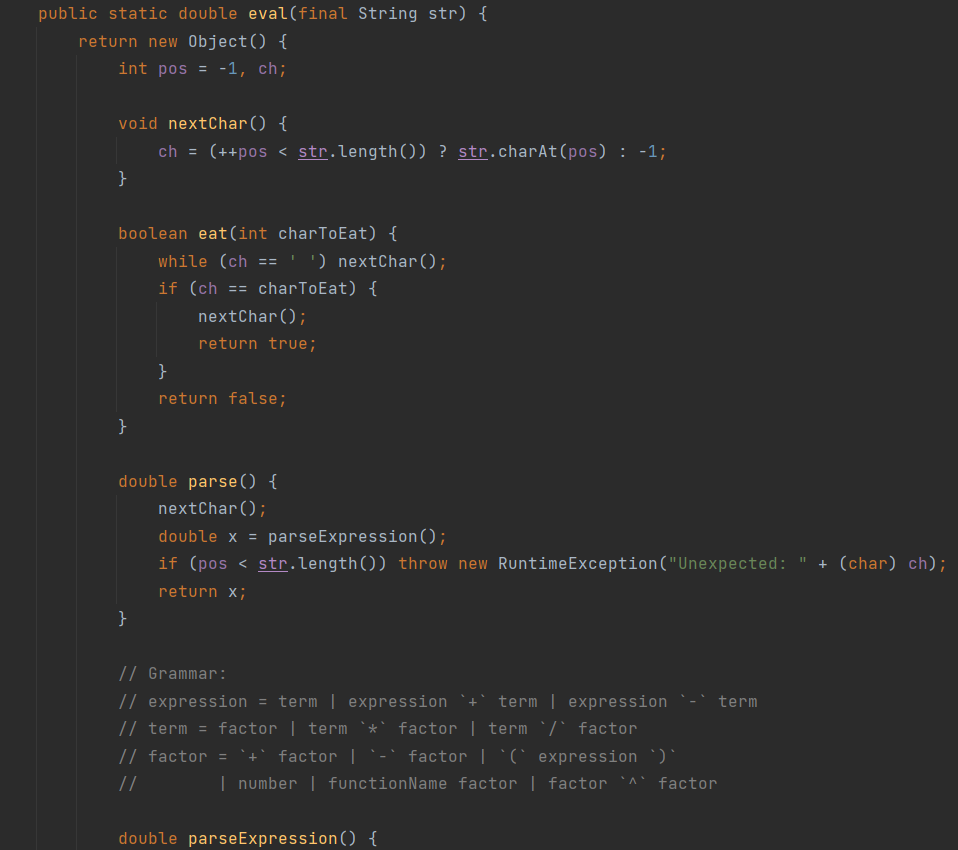 public static double eval(final String str) {
    return new Object() {
        int pos = -1, ch;

        void nextChar() {
            ch = (++pos < str.length()) ? str.charAt(pos) : -1;
        }

        boolean eat(int charToEat) {
            while (ch == ' ') nextChar();
            if (ch == charToEat) {
                nextChar();
                return true;
            }
            return false;
        }

        double parse() {
            nextChar();
            double x = parseExpression();
            if (pos < str.length()) throw new RuntimeException("Unexpected: " + (char) ch);
            return x;
        }

        // Grammar:
        // expression = term | expression `+` term | expression `-` term
        // term = factor | term `*` factor | term `/` factor
        // factor = `+` factor | `-` factor | `(` expression `)`
        //        | number | functionName factor | factor `^` factor

        double parseExpression() {